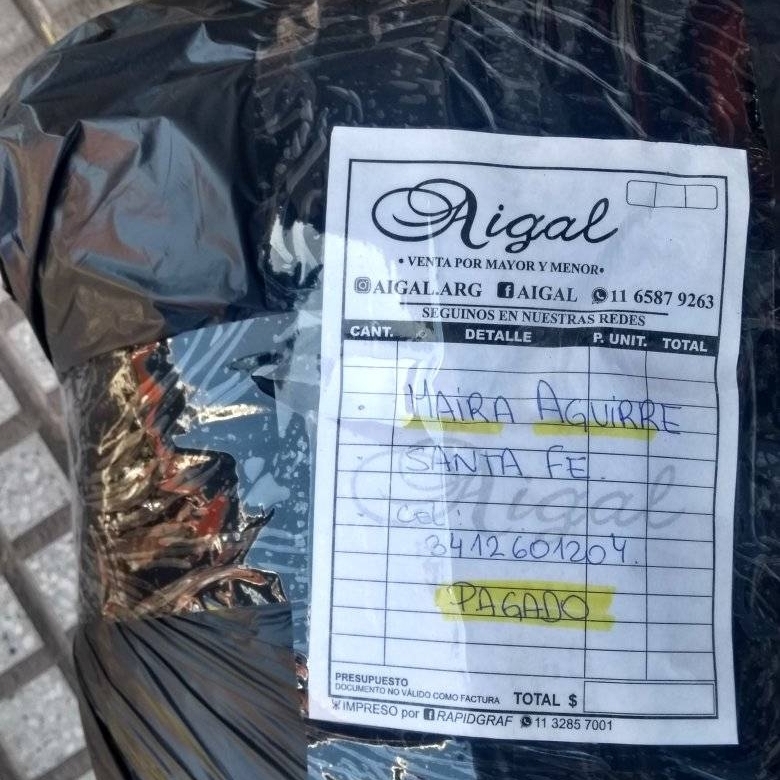 Aigal
• VENTA POR MAYOR Y MENOR•
AIGAL.ARG AIGAL 11 6587 9263
SEGUINOS EN NUESTRAS REDES
CANT. DETALLE P. UNIT. TOTAL
MAIRA AGUIRRE
SANTA FE.
Aigal
CEL:
3412601204.
PAGADO
PRESUPUESTO
DOCUMENTO NO VÁLIDO COMO FACTURA TOTAL $
IMPRESO por RAPIDGRAF 11 3285 7001